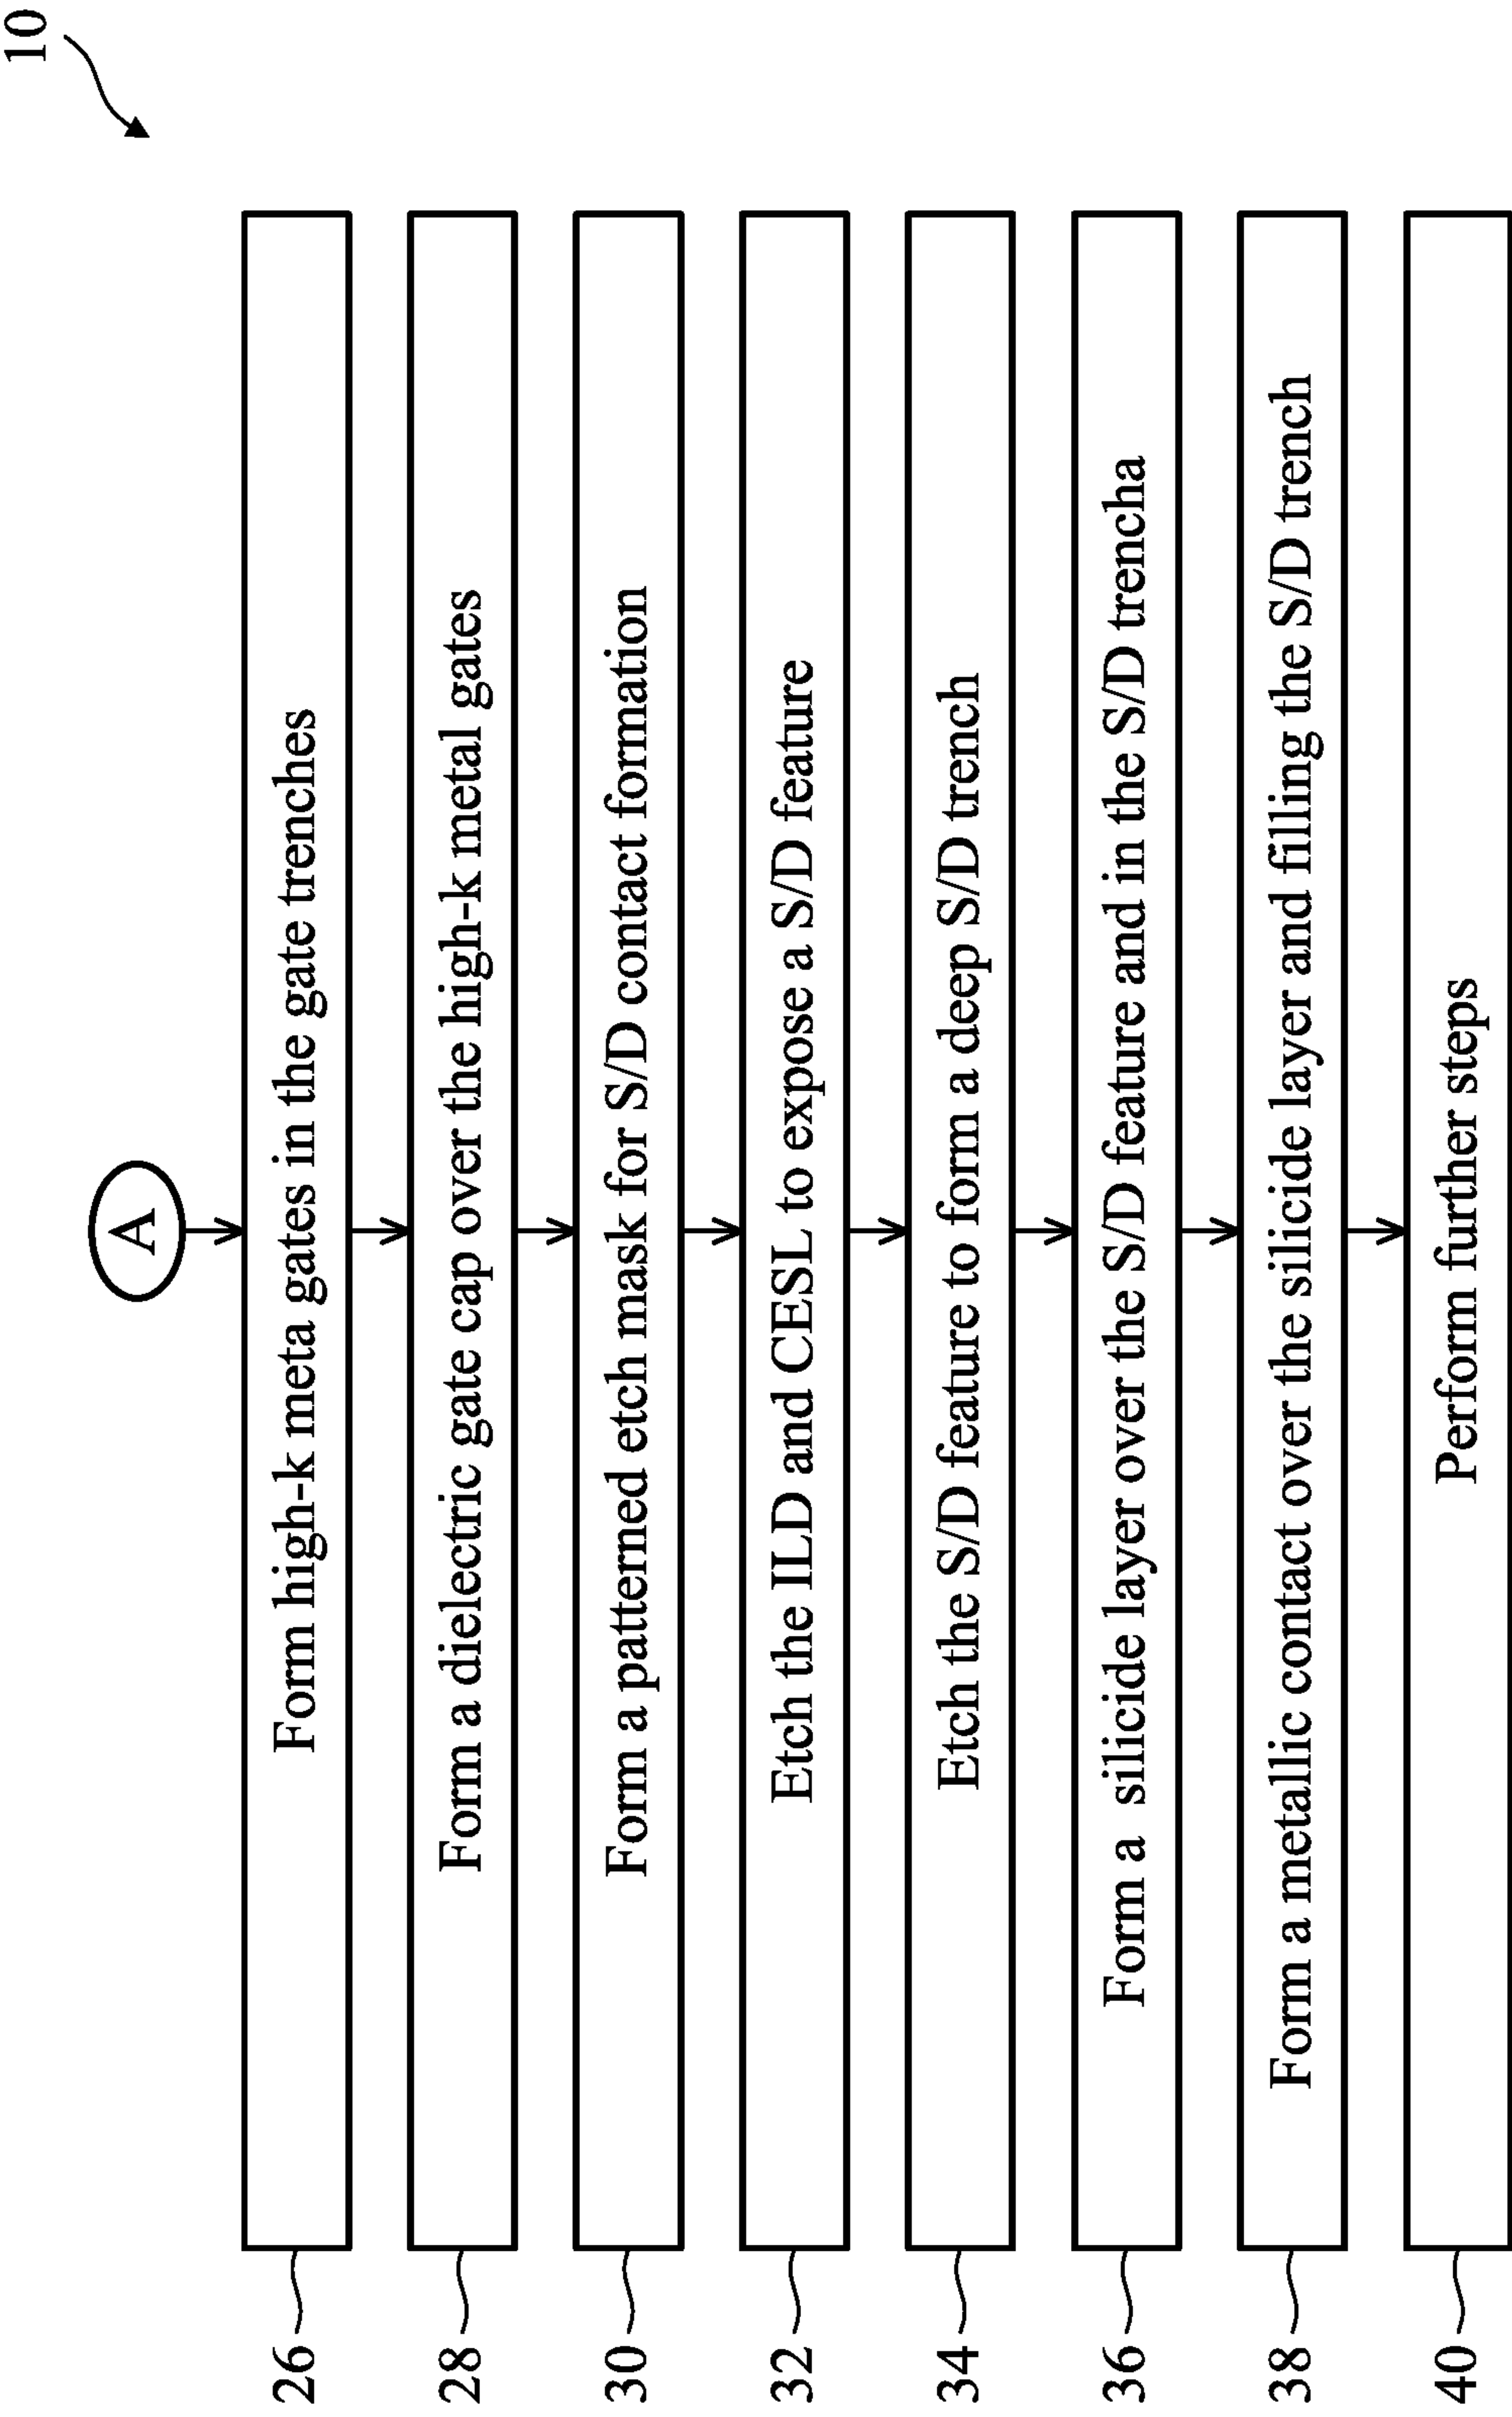 10
A
26
Form high-k meta gates in the gate trenches
28
Form a dielectric gate cap over the high-k metal gates
30
Form a patterned etch mask for S/D contact formation
32
Etch the ILD and CESL to expose a S/D feature
34
Etch the S/D feature to form a deep S/D trench
36
Form a silicide layer over the S/D feature and in the S/D trencha
38
Form a metallic contact over the silicide layer and filling the S/D trench
40
Perform further steps